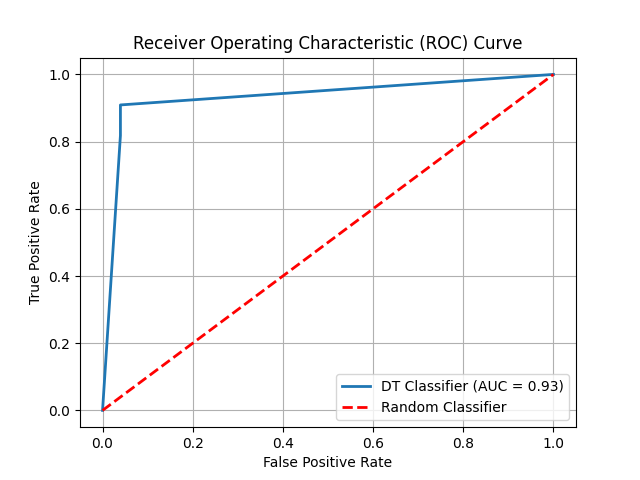 Receiver Operating Characteristic (ROC) Curve
True Positive Rate
1.0
0.8
0.6
0.4
0.2
0.0
DT Classifier (AUC = 0.93)
Random Classifier
0.0 0.2 0.4 0.6 0.8 1.0
False Positive Rate